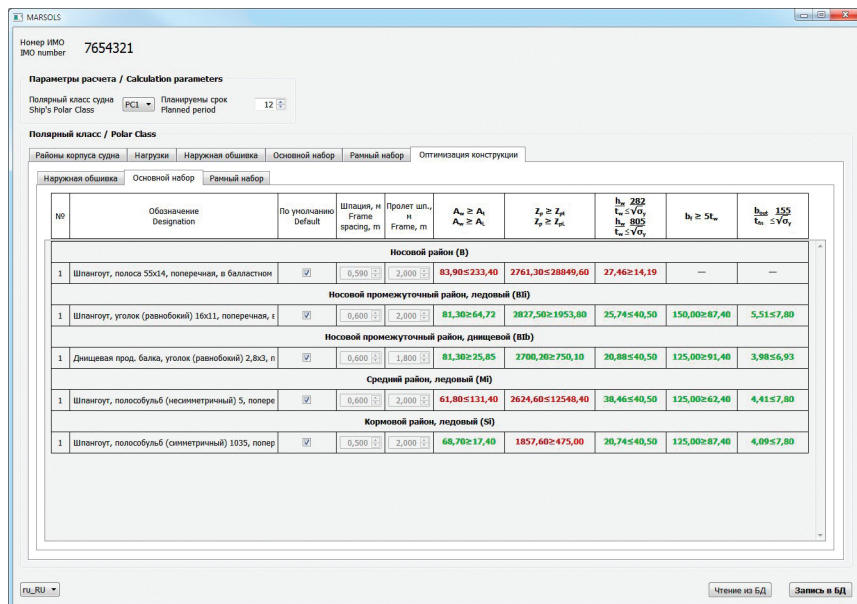 MARSOLS
Номер ИМО
IMO number
7654321
Параметры расчета / Calculation parameters
Полярный класс судна
Ship's Polar Class
PC1
Планируемы срок
Planned period
12
Полярный класс / Polar Class
Районы корпуса судна Нагрузки Наружная обшивка Основной набор Рамный набор Оптимизация конструкции
Наружная обшивка Основной набор Рамный набор
№
Обозначение
Designation
По умолчанию
Default
Шпация, м
Frame
spacing, m
Пролет шп.,
м
Frame, m
Aw ≥ At
Aw ≥ AL
Zp ≥ Zpt
Zp ≥ ZpL
hw 282
tw ≤ √σy
hw 805
tw ≤ √σy
bf ≥ 5tw
bout 155
tfn ≤ √σy
Носовой район (B)
1 Шпангоут, полоса 55x14, поперечная, в балластном 0,590 2,000 83,90≤233,40 2761,30≤28849,60 27,46≥14,19 — —
Носовой промежуточный район, ледовый (BIi)
1 Шпангоут, уголок (равнобокий) 16x11, поперечная, 0,600 2,000 81,30≥64,72 2827,50≥1953,80 25,74≤40,50 150,00≥87,40 5,51≤7,80
Носовой промежуточный район, днищевой (BIb)
1 Днищевая прод. балка, уголок (равнобокий) 2,8x3, п 0,600 1,800 81,30≥25,85 2700,20≥750,10 20,88≤40,50 125,00≥91,40 3,98≤6,93
Средний район, ледовый (Mi)
1 Шпангоут, полособульб (несимметричный) 5, попере 0,600 2,000 61,80≤131,40 2624,60≤12548,40 38,46≤40,50 125,00≥62,40 4,41≤7,80
Кормовой район, ледовый (Si)
1 Шпангоут, полособульб (симметричный) 1035, попер 0,500 2,000 68,70≥17,40 1857,60≥475,00 20,74≤40,50 125,00≥87,40 4,09≤7,80
ru_RU
Чтение из БД
Запись в БД